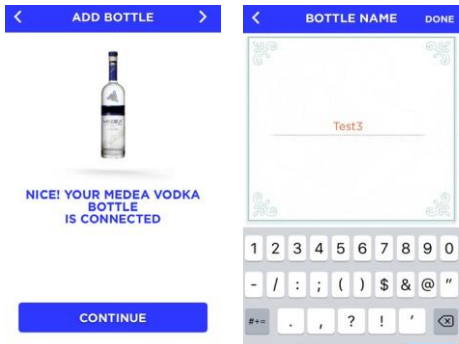 ADD BOTTLE
MEDEA
NICE! YOUR MEDEA VODKA
BOTTLE
IS CONNECTED
CONTINUE
BOTTLE NAME DONE
Test3
1 2 3 4 5 6 7 8 9 0
- / : ; ( ) $ & @ "
#+= . , ? ! '